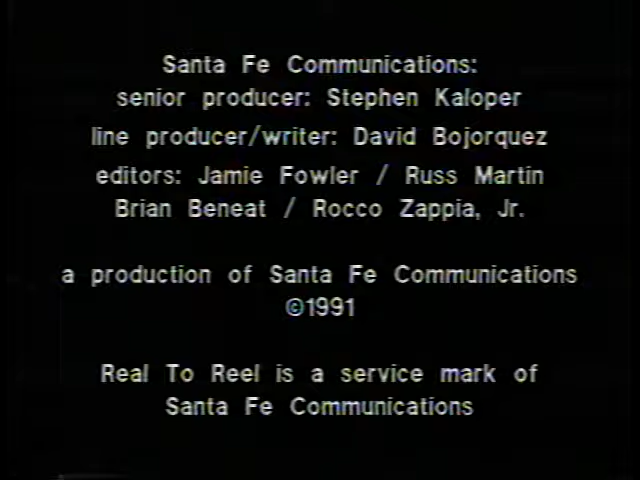 Santa Fe Communications:
senior producer: Stephen Kaloper
line producer/writer: David Bojorquez
editors: Jamie Fowler / Russ Martin
Brian Beneat / Rocco Zappia, Jr.
a production of Santa Fe Communications
©1991
Real To Reel is a service mark of
Santa Fe Communications